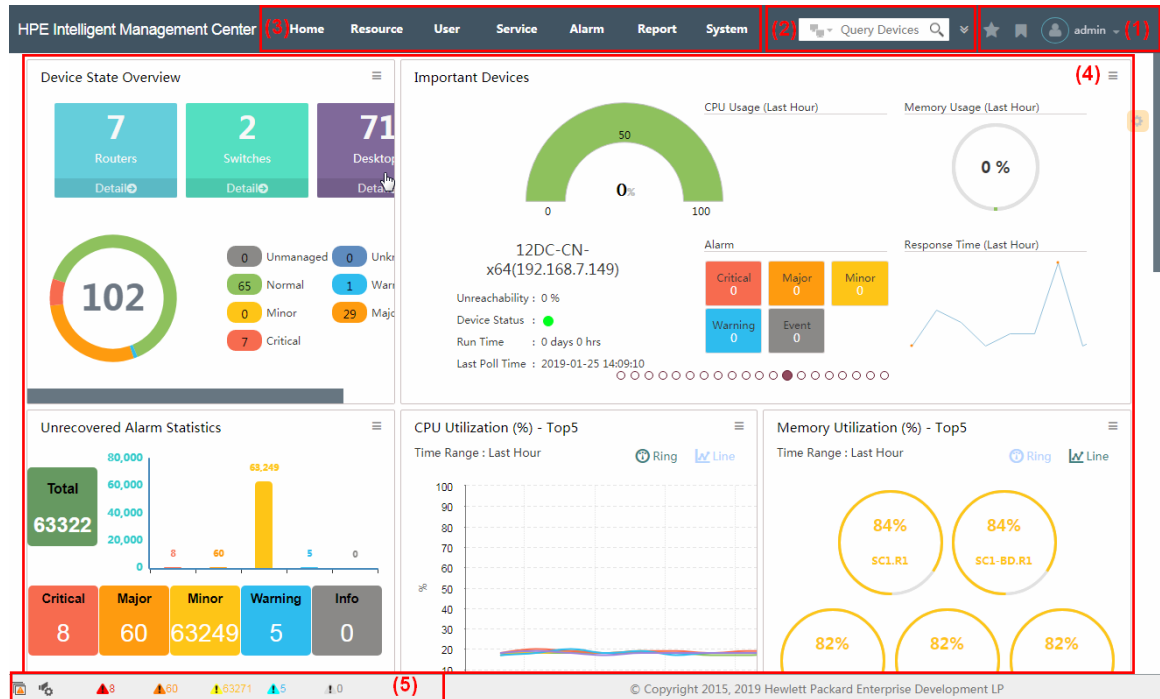 HPE Intelligent Management Center (3) Home Resource User Service Alarm Report System (2) Query Devices admin (1)
Device State Overview
7
Routers
Detail
2
Switches
Detail
71
102
0 Unmanaged 0
65 Normal 1
0 Minor 29
7 Critical
Important Devices
(4)
50
0%
0 100
12DC-CN-
x64(192.168.7.149)
Unreachability : 0 %
Device Status :
Run Time : 0 days 0 hrs
Last Poll Time : 2019-01-25 14:09:10
CPU Usage (Last Hour)
Memory Usage (Last Hour)
0 %
Alarm
Critical
0
Major
0
Minor
0
Warning
0
Event
0
Response Time (Last Hour)
Unrecovered Alarm Statistics
Total
63322
80,000
60,000
40,000
20,000
0
8 60 63,249 5 0
Critical
8
Major
60
Minor
63249
Warning
5
Info
0
CPU Utilization (%) - Top5
Time Range : Last Hour
Ring Line
100
90
80
70
60
50
40
30
20
10
%
Memory Utilization (%) - Top5
Time Range : Last Hour
Ring Line
84%
SC1.R1
84%
SC1-BD.R1
82%
82%
82%
8 60 63271 5 0 (5)
© Copyright 2015, 2019 Hewlett Packard Enterprise Development LP